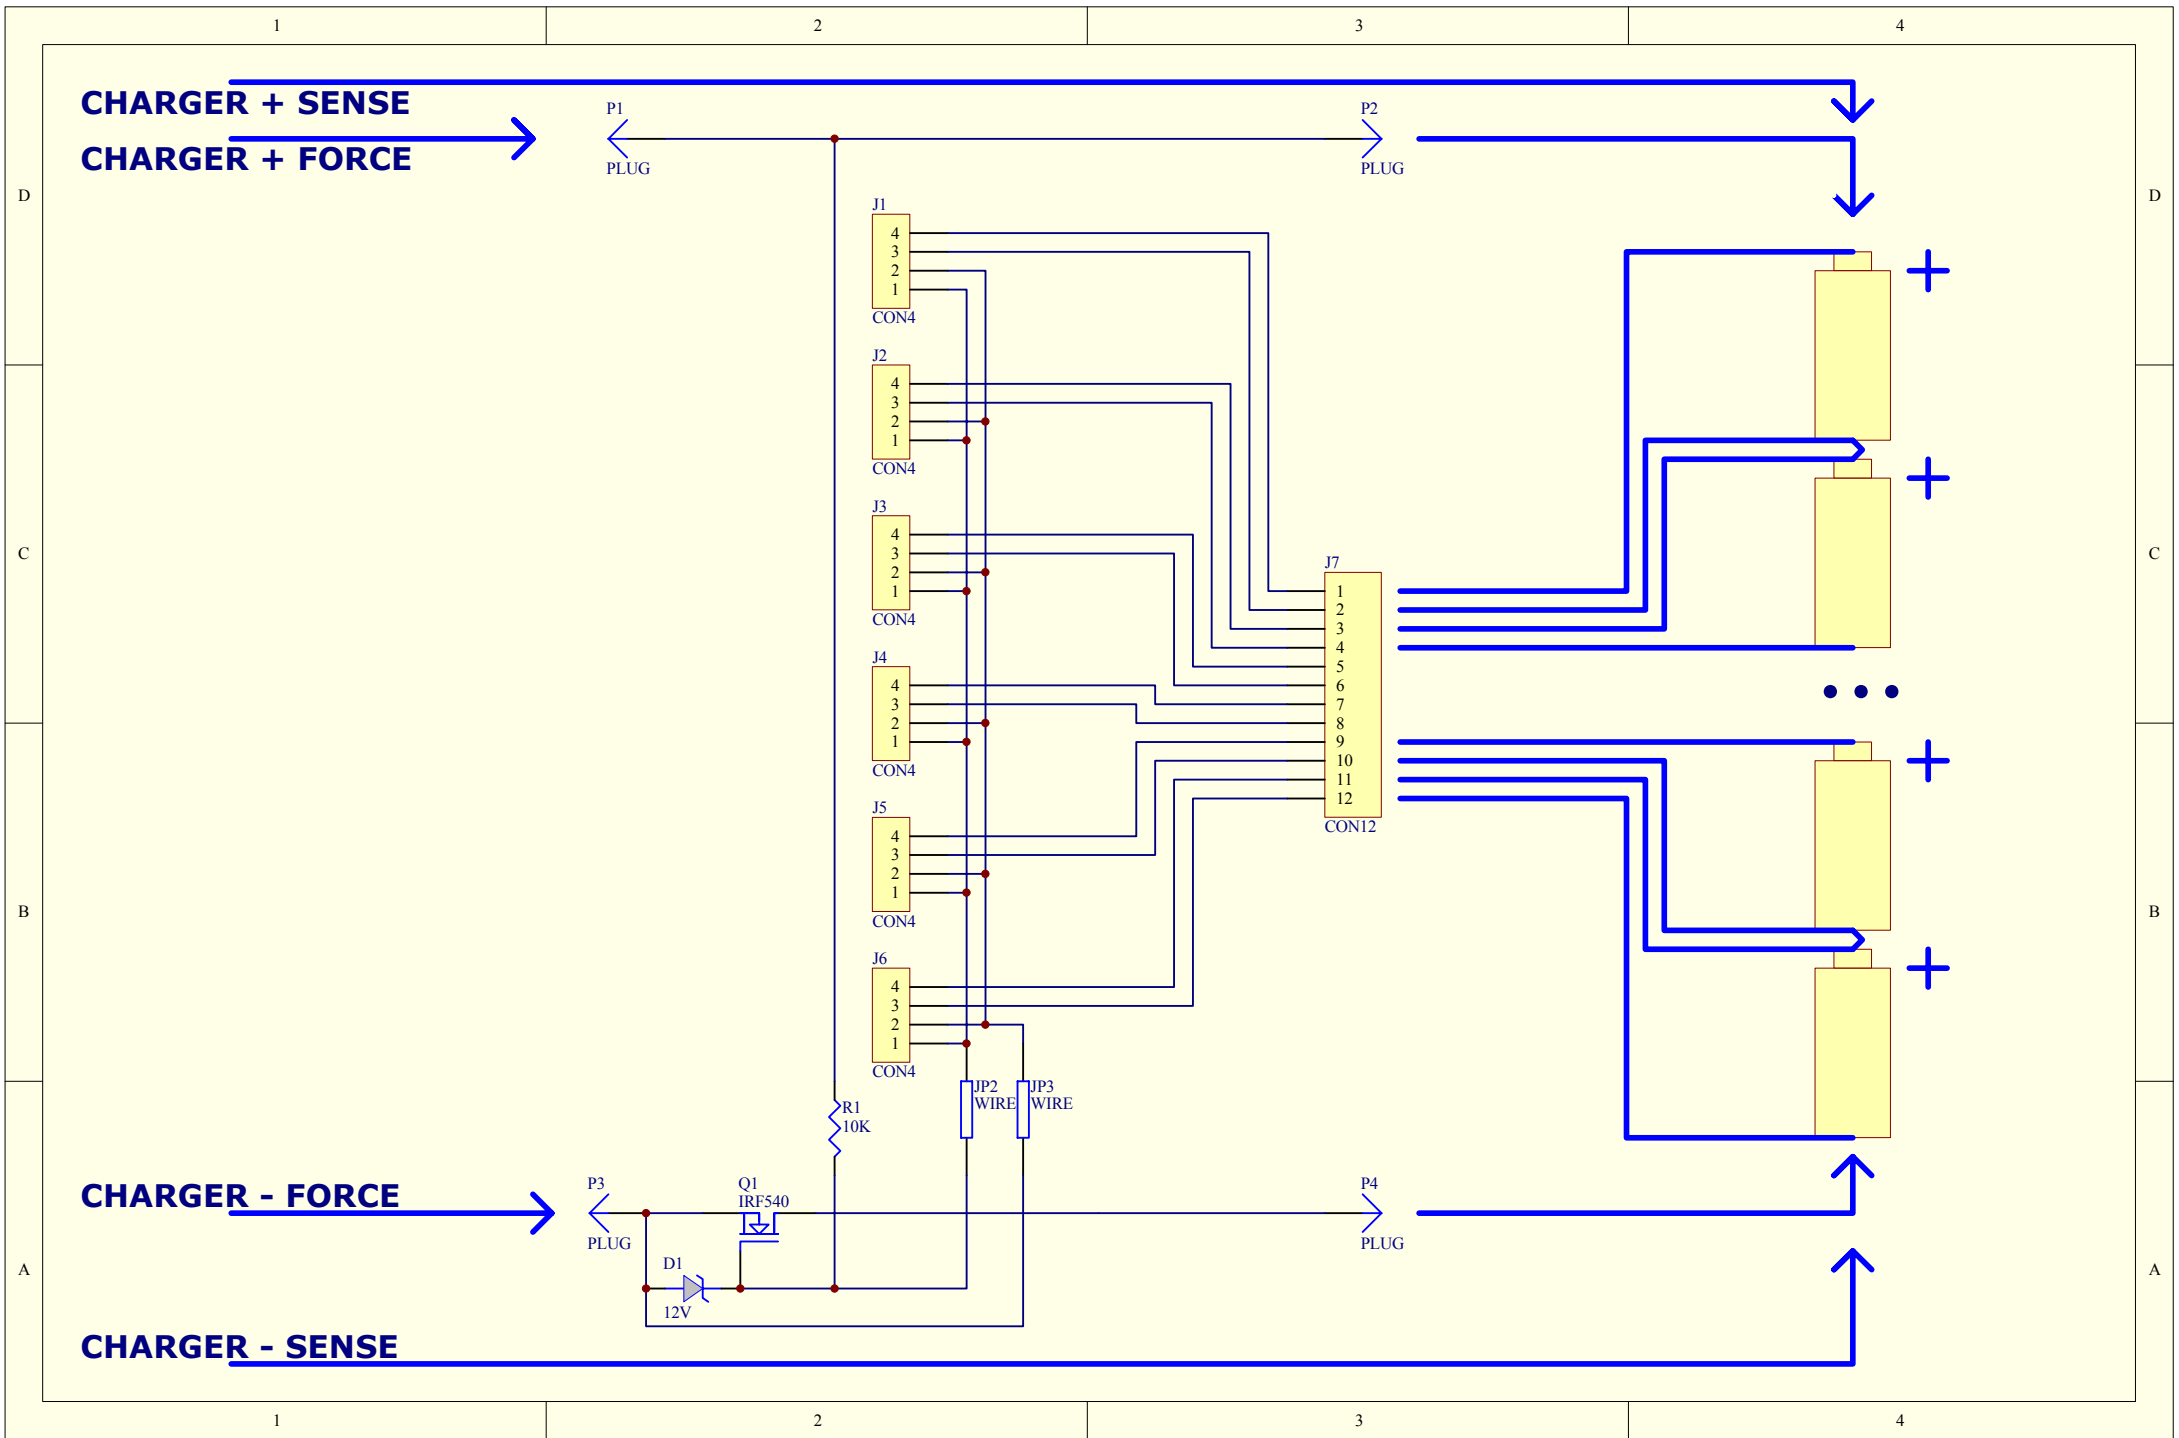 1 2 3 4
CHARGER + SENSE
CHARGER + FORCE
P1
PLUG
P2
PLUG
D
D
J1
4
3
2
1
CON4
J2
4
3
2
1
CON4
J3
4
3
2
1
CON4
C
C
J7
1
2
3
4
5
6
7
8
9
10
11
12
CON12
J4
4
3
2
1
CON4
J5
4
3
2
1
CON4
B
B
J6
4
3
2
1
CON4
JP2
WIRE
JP3
WIRE
R1
10K
+
+
+
+
CHARGER - FORCE
P3
PLUG
Q1
IRF540
P4
PLUG
A
A
D1
12V
CHARGER - SENSE
1 2 3 4